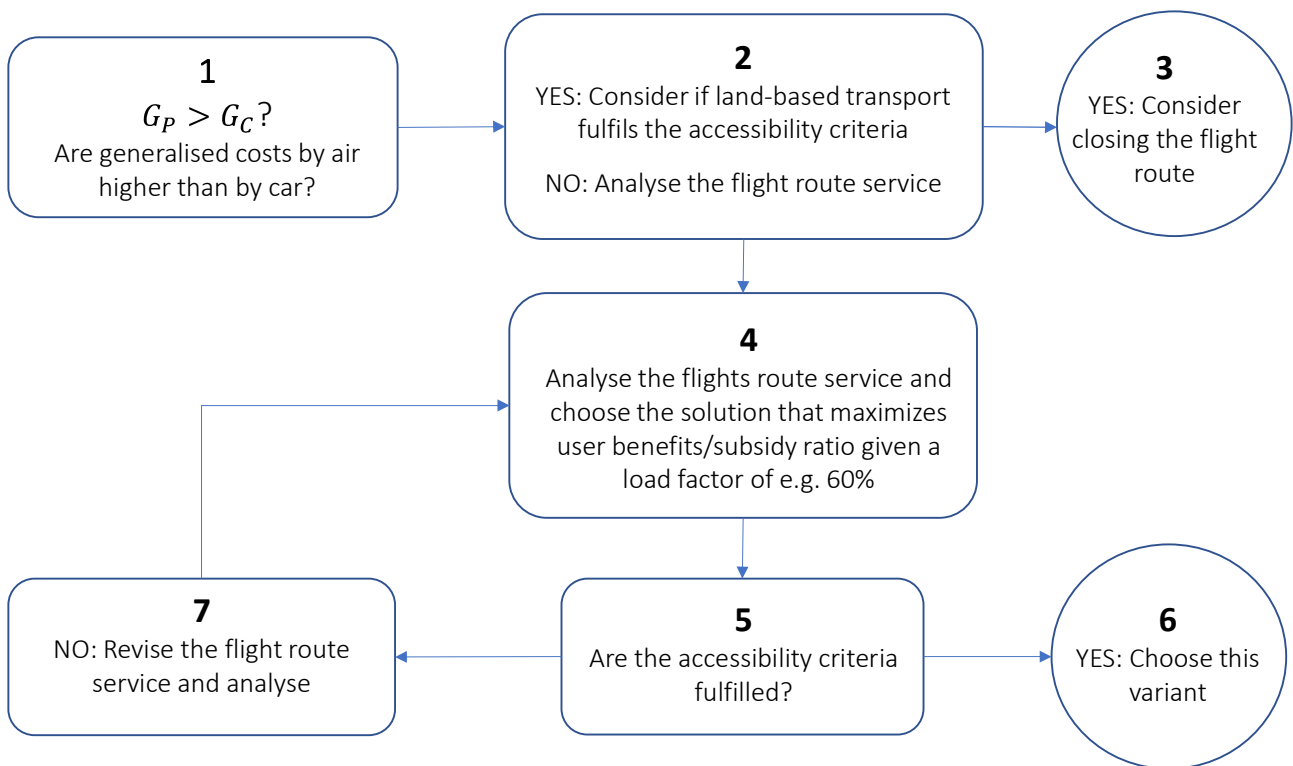 1
G_P > G_C?
Are generalised costs by air
higher than by car?
2
YES: Consider if land-based transport
fulfils the accessibility criteria
NO: Analyse the flight route service
3
YES: Consider
closing the flight
route
4
Analyse the flights route service and
choose the solution that maximizes
user benefits/subsidy ratio given a
load factor of e.g. 60%
5
Are the accessibility criteria
fulfilled?
6
YES: Choose this
variant
7
NO: Revise the flight route
service and analyse